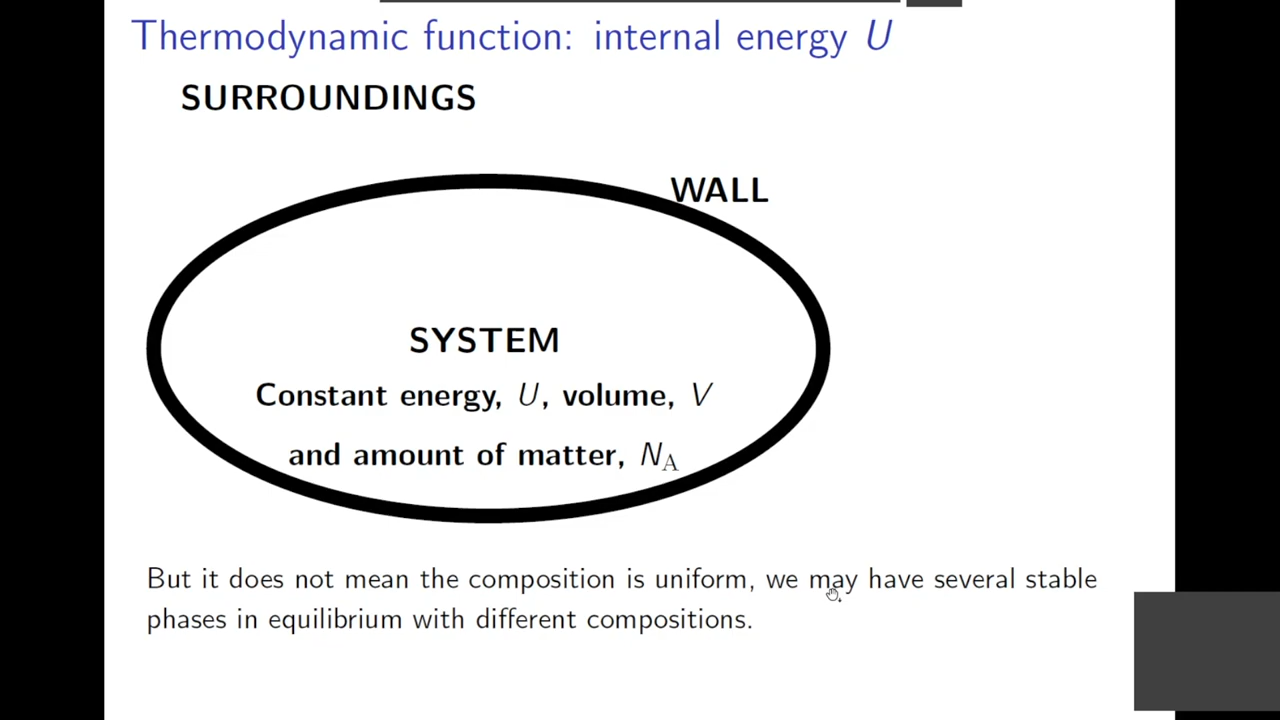 Thermodynamic function: internal energy U
SURROUNDINGS
WALL
SYSTEM
Constant energy, U, volume, V
and amount of matter, N_A
But it does not mean the composition is uniform, we may have several stable
phases in equilibrium with different compositions.